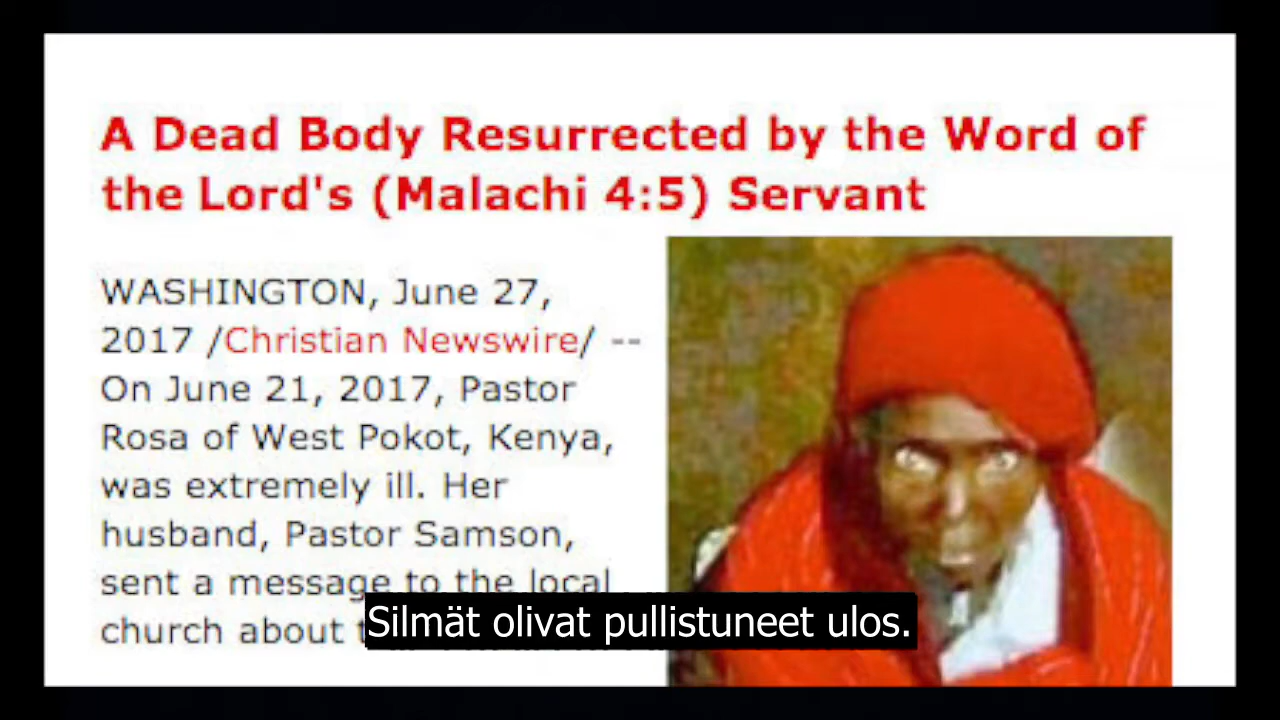 A Dead Body Resurrected by the Word of
the Lord's (Malachi 4:5) Servant
WASHINGTON, June 27,
2017 /Christian Newswire/ --
On June 21, 2017, Pastor
Rosa of West Pokot, Kenya,
was extremely ill. Her
husband, Pastor Samson,
sent a message to the local
church about
Silmät olivat pullistuneet ulos.